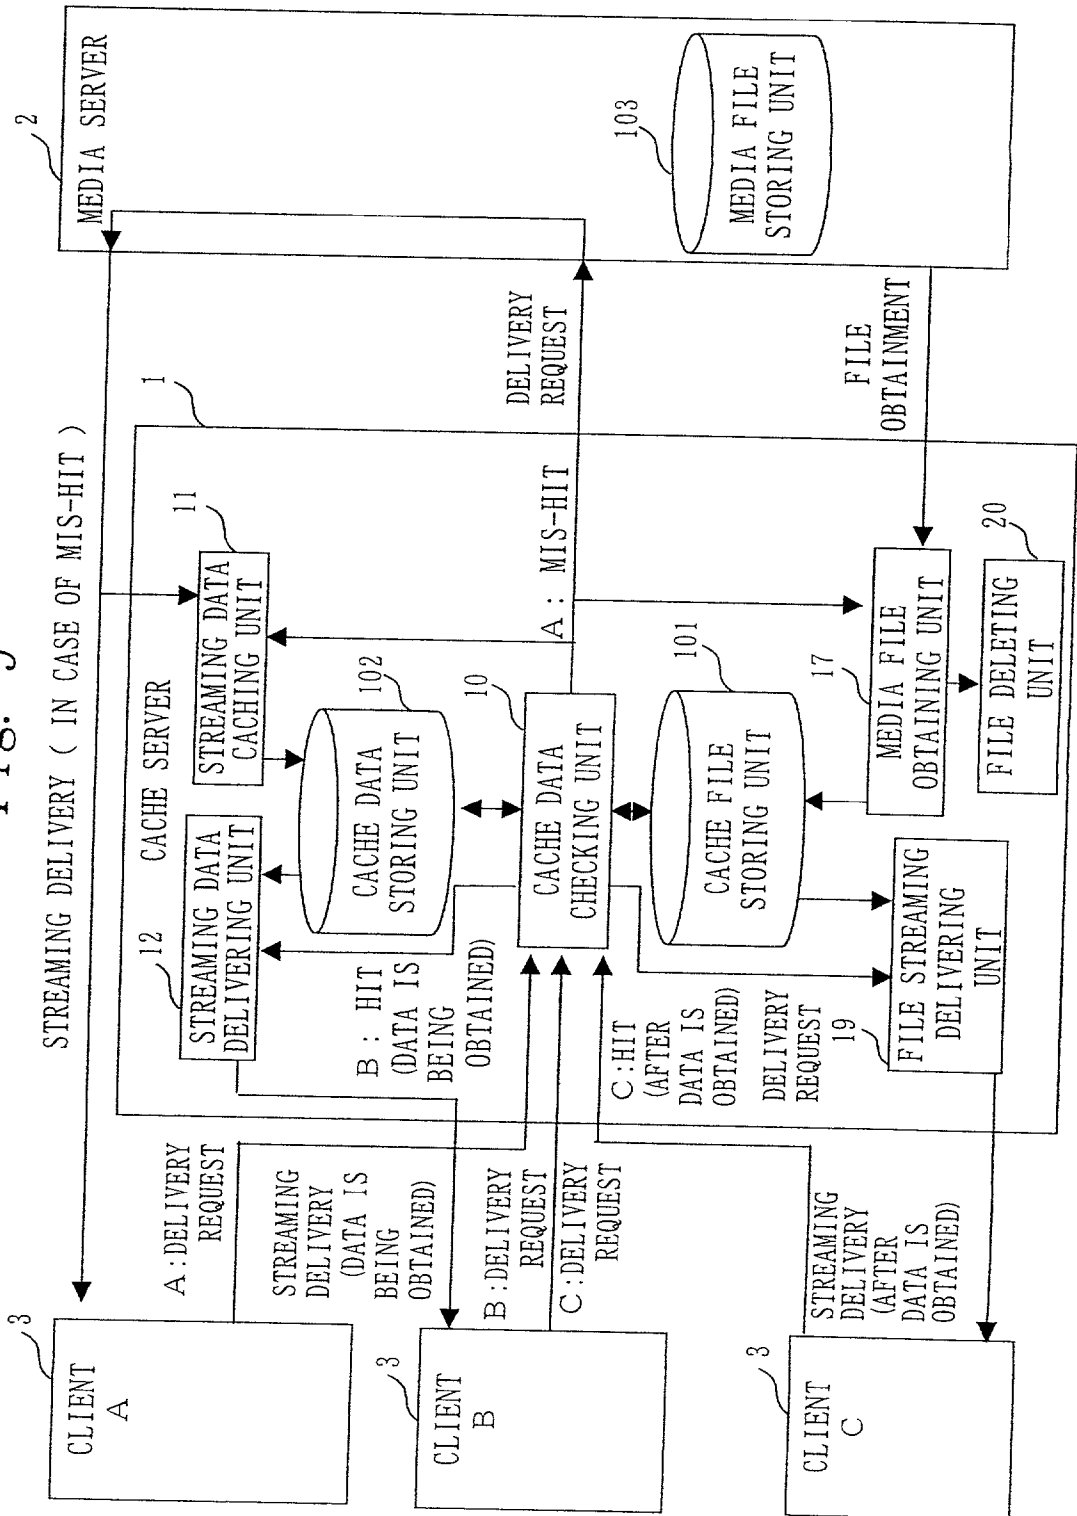 STREAMING DELIVERY ( IN CASE OF MIS-HIT )
2
MEDIA SERVER
103
MEDIA FILE
STORING UNIT
1
CACHE SERVER
11
STREAMING DATA
CACHING UNIT
12
STREAMING DATA
DELIVERING UNIT
102
CACHE DATA
STORING UNIT
10
CACHE DATA
CHECKING UNIT
101
CACHE FILE
STORING UNIT
17
MEDIA FILE
OBTAINING UNIT
20
FILE DELETING
UNIT
19
FILE STREAMING
DELIVERING
UNIT
A : MIS-HIT
DELIVERY
REQUEST
FILE
OBTAINMENT
B : HIT
(DATA IS
BEING
OBTAINED)
C:HIT
(AFTER
DATA IS
OBTAINED)
DELIVERY
REQUEST
A:DELIVERY
REQUEST
STREAMING
DELIVERY
(DATA IS
BEING
OBTAINED)
B:DELIVERY
REQUEST
C:DELIVERY
REQUEST
STREAMING
DELIVERY
(AFTER
DATA IS
OBTAINED)
3
CLIENT
A
3
CLIENT
B
3
CLIENT
C